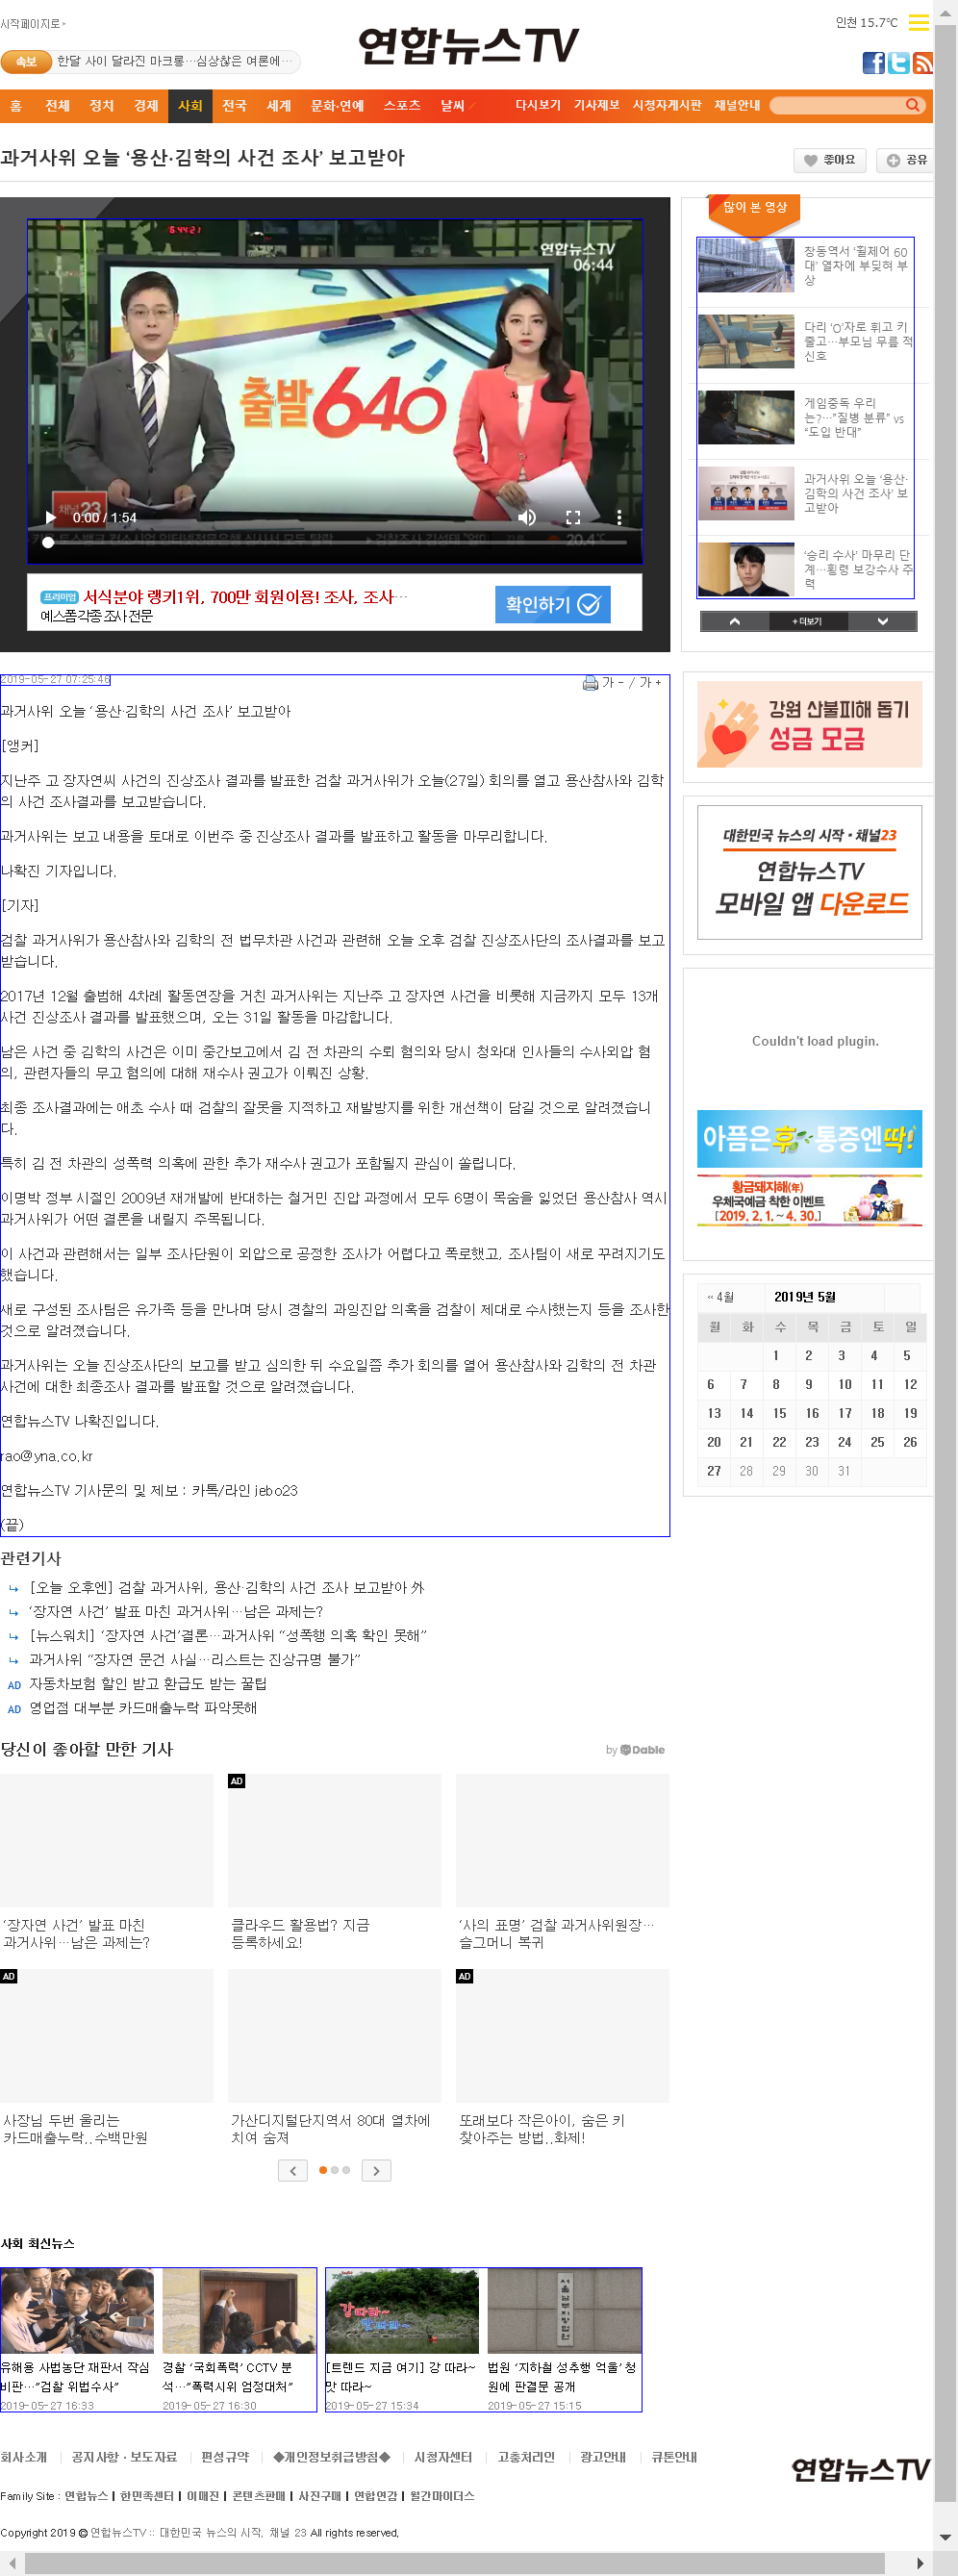 시작페이지로 >
연합뉴스TV
인천 15.7℃
속보 한달 사이 달라진 마크롱…심상찮은 여론에…
홈 전체 정치 경제 사회 전국 세계 문화·연예 스포츠 날씨 다시보기 기사제보 시청자게시판 채널안내
과거사위 오늘 '용산·김학의 사건 조사' 보고받아
좋아요 공유
6:44:21
연합뉴스TV
06:44
출발640
채널23
0:00 / 1:54
20.4
프리미엄 서식분야 랭키1위, 700만 회원이용! 조사, 조사…
예스폼 각종 조사 전문
확인하기
많이 본 영상
창동역서 '휠체어 60
대' 열차에 부딪혀 부
상
다리 'O'자로 휘고 키
줄고…부모님 무릎 적
신호
게임중독 우리
는?…"질병 분류" vs
"도입 반대"
과거사위 오늘 '용산·
김학의 사건 조사' 보
고받아
'승리 수사' 마무리 단
계…횡령 보강수사 주
력
+더보기
2019-05-27 07:25:46
가 - / 가 +
과거사위 오늘 '용산·김학의 사건 조사' 보고받아
[앵커]
지난주 고 장자연씨 사건의 진상조사 결과를 발표한 검찰 과거사위가 오늘(27일) 회의를 열고 용산참사와 김학
의 사건 조사결과를 보고받습니다.
과거사위는 보고 내용을 토대로 이번주 중 진상조사 결과를 발표하고 활동을 마무리합니다.
나확진 기자입니다.
[기자]
검찰 과거사위가 용산참사와 김학의 전 법무차관 사건과 관련해 오늘 오후 검찰 진상조사단의 조사결과를 보고
받습니다.
2017년 12월 출범해 4차례 활동연장을 거친 과거사위는 지난주 고 장자연 사건을 비롯해 지금까지 모두 13개
사건 진상조사 결과를 발표했으며, 오는 31일 활동을 마감합니다.
남은 사건 중 김학의 사건은 이미 중간보고에서 김 전 차관의 수뢰 혐의와 당시 청와대 인사들의 수사외압 혐
의, 관련자들의 무고 혐의에 대해 재수사 권고가 이뤄진 상황.
최종 조사결과에는 애초 수사 때 검찰의 잘못을 지적하고 재발방지를 위한 개선책이 담길 것으로 알려졌습니
다.
특히 김 전 차관의 성폭력 의혹에 관한 추가 재수사 권고가 포함될지 관심이 쏠립니다.
이명박 정부 시절인 2009년 재개발에 반대하는 철거민 진압 과정에서 모두 6명이 목숨을 잃었던 용산참사 역시
과거사위가 어떤 결론을 내릴지 주목됩니다.
이 사건과 관련해서는 일부 조사단원이 외압으로 공정한 조사가 어렵다고 폭로했고, 조사팀이 새로 꾸려지기도
했습니다.
새로 구성된 조사팀은 유가족 등을 만나며 당시 경찰의 과잉진압 의혹을 검찰이 제대로 수사했는지 등을 조사한
것으로 알려졌습니다.
과거사위는 오늘 진상조사단의 보고를 받고 심의한 뒤 수요일쯤 추가 회의를 열어 용산참사와 김학의 전 차관
사건에 대한 최종조사 결과를 발표할 것으로 알려졌습니다.
연합뉴스TV 나확진입니다.
rao@yna.co.kr
연합뉴스TV 기사문의 및 제보 : 카톡/라인 jebo23
(끝)
강원 산불피해 돕기
성금 모금
대한민국 뉴스의 시작 • 채널23
연합뉴스TV
모바일 앱 다운로드
Couldn't load plugin.
아픔은 후 통증엔 딱!
황금돼지해(年)
우체국예금 착한 이벤트
[2019. 2. 1. ~ 4. 30.]
« 4월 2019년 5월
월 화 수 목 금 토 일
1 2 3 4 5
6 7 8 9 10 11 12
13 14 15 16 17 18 19
20 21 22 23 24 25 26
27 28 29 30 31
관련기사
[오늘 오후엔] 검찰 과거사위, 용산·김학의 사건 조사 보고받아 外
'장자연 사건' 발표 마친 과거사위…남은 과제는?
[뉴스워치] '장자연 사건'결론…과거사위 "성폭행 의혹 확인 못해"
과거사위 "장자연 문건 사실…리스트는 진상규명 불가"
AD 자동차보험 할인 받고 환급도 받는 꿀팁
AD 영업점 대부분 카드매출누락 파악못해
당신이 좋아할 만한 기사
by Dable
AD
'장자연 사건' 발표 마친
과거사위…남은 과제는?
클라우드 활용법? 지금
등록하세요!
'사의 표명' 검찰 과거사위원장…
슬그머니 복귀
AD
AD
사장님 두번 울리는
카드매출누락..수백만원
가산디지털단지역서 80대 열차에
치여 숨져
또래보다 작은아이, 숨은 키
찾아주는 방법..화제!
사회 최신뉴스
강따라~
맛따라~
서울남부지방법원
유해용 사법농단 재판서 작심
비판…"검찰 위법수사"
2019-05-27 16:33
경찰 '국회폭력' CCTV 분
석…"폭력시위 엄정대처"
2019-05-27 16:30
[트렌드 지금 여기] 강 따라~
맛 따라~
2019-05-27 15:34
법원 '지하철 성추행 억울' 청
원에 판결문 공개
2019-05-27 15:15
회사소개 | 공지사항·보도자료 | 편성규약 | ◆개인정보취급방침◆ | 시청자센터 | 고충처리인 | 광고안내 | 큐톤안내
연합뉴스TV
Family Site : 연합뉴스 | 한민족센터 | 이매진 | 콘텐츠판매 | 사진구매 | 연합연감 | 월간마이더스
Copyright 2019 © 연합뉴스TV :: 대한민국 뉴스의 시작, 채널 23 All rights reserved.